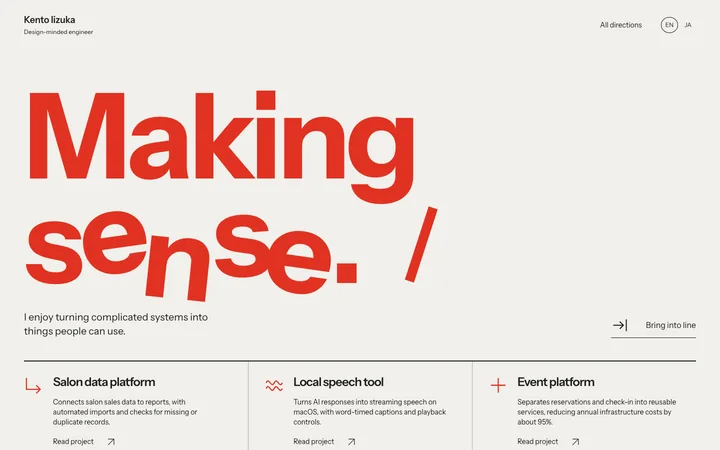 Kento Iizuka
Design-minded engineer
All directions
EN
JA
Making
sense. /
I enjoy turning complicated systems into
things people can use.
Bring into line
Salon data platform
Connects salon sales data to reports, with
automated imports and checks for missing or
duplicate records.
Read project
Local speech tool
Turns AI responses into streaming speech on
macOS, with word-timed captions and playback
controls.
Read project
Event platform
Separates reservations and check-in into reusable
services, reducing annual infrastructure costs by
about 95%.
Read project